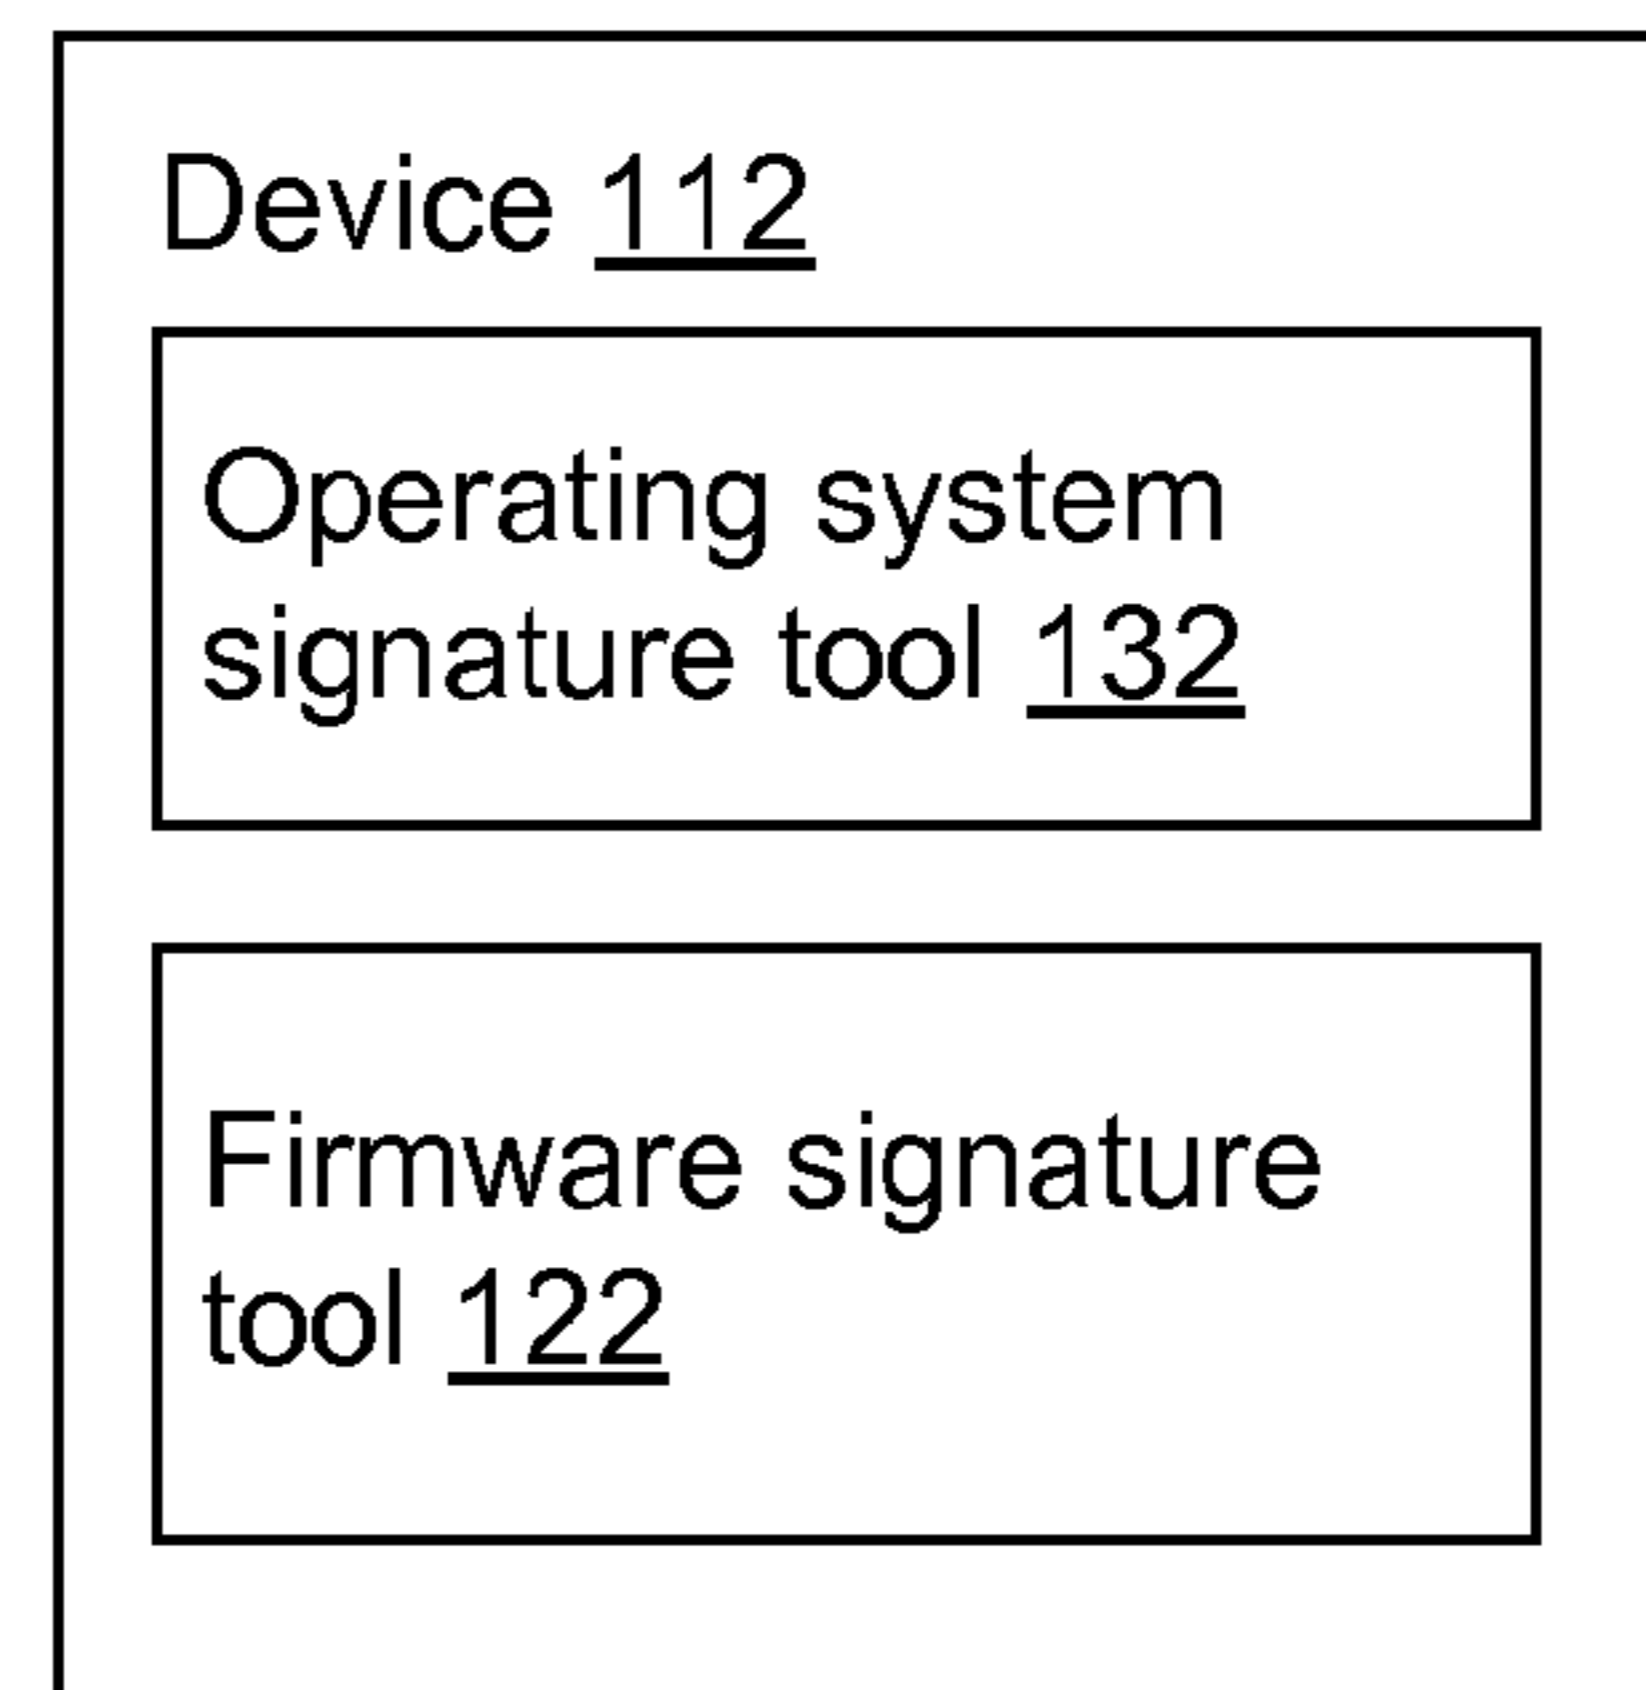 Device 112
Operating system
signature tool 132
Firmware signature
tool 122